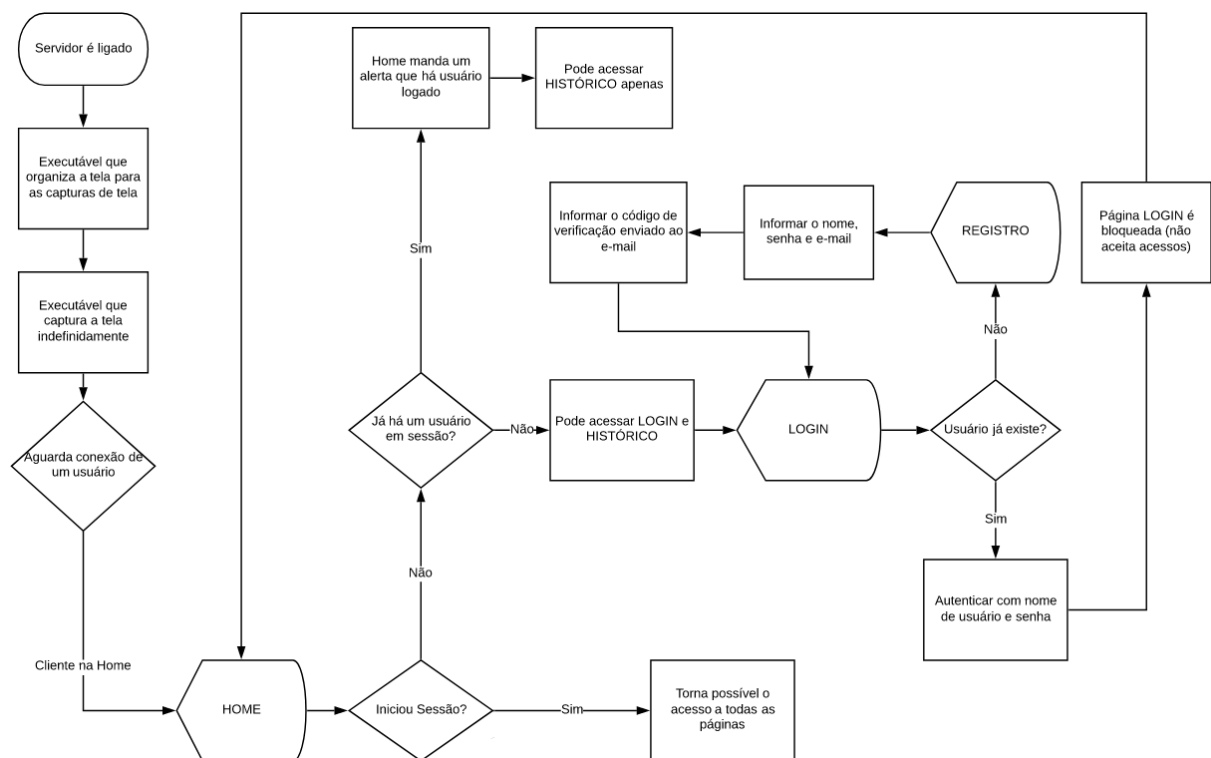 Servidor é ligado
Executável que
organiza a tela para
as capturas de tela
Executável que
captura a tela
indefinidamente
Aguarda conexão de
um usuário
Cliente na Home
HOME
Iniciou Sessão?
Sim
Torna possível o
acesso a todas as
páginas
Não
Já há um usuário
em sessão?
Sim
Home manda um
alerta que há usuário
logado
Pode acessar
HISTÓRICO apenas
Não
Pode acessar LOGIN e
HISTÓRICO
LOGIN
Usuário já existe?
Não
REGISTRO
Informar o nome,
senha e e-mail
Informar o código de
verificação enviado ao
e-mail
Sim
Autenticar com nome
de usuário e senha
Página LOGIN é
bloqueada (não
aceita acessos)